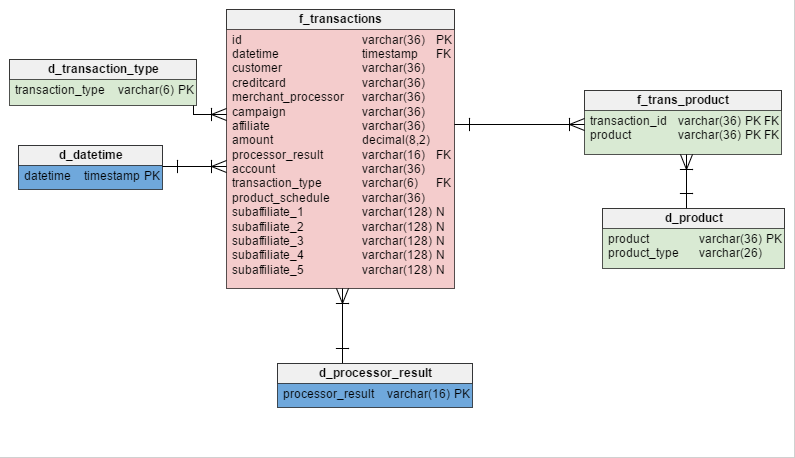 f_transactions
id varchar(36) PK
datetime timestamp FK
customer varchar(36)
creditcard varchar(36)
merchant_processor varchar(36)
campaign varchar(36)
affiliate varchar(36)
amount decimal(8,2)
processor_result varchar(16) FK
account varchar(36)
transaction_type varchar(6) FK
product_schedule varchar(36)
subaffiliate_1 varchar(128) N
subaffiliate_2 varchar(128) N
subaffiliate_3 varchar(128) N
subaffiliate_4 varchar(128) N
subaffiliate_5 varchar(128) N
d_transaction_type
transaction_type varchar(6) PK
d_datetime
datetime timestamp PK
f_trans_product
transaction_id varchar(36) PK FK
product varchar(36) PK FK
d_product
product varchar(36) PK
product_type varchar(26)
d_processor_result
processor_result varchar(16) PK